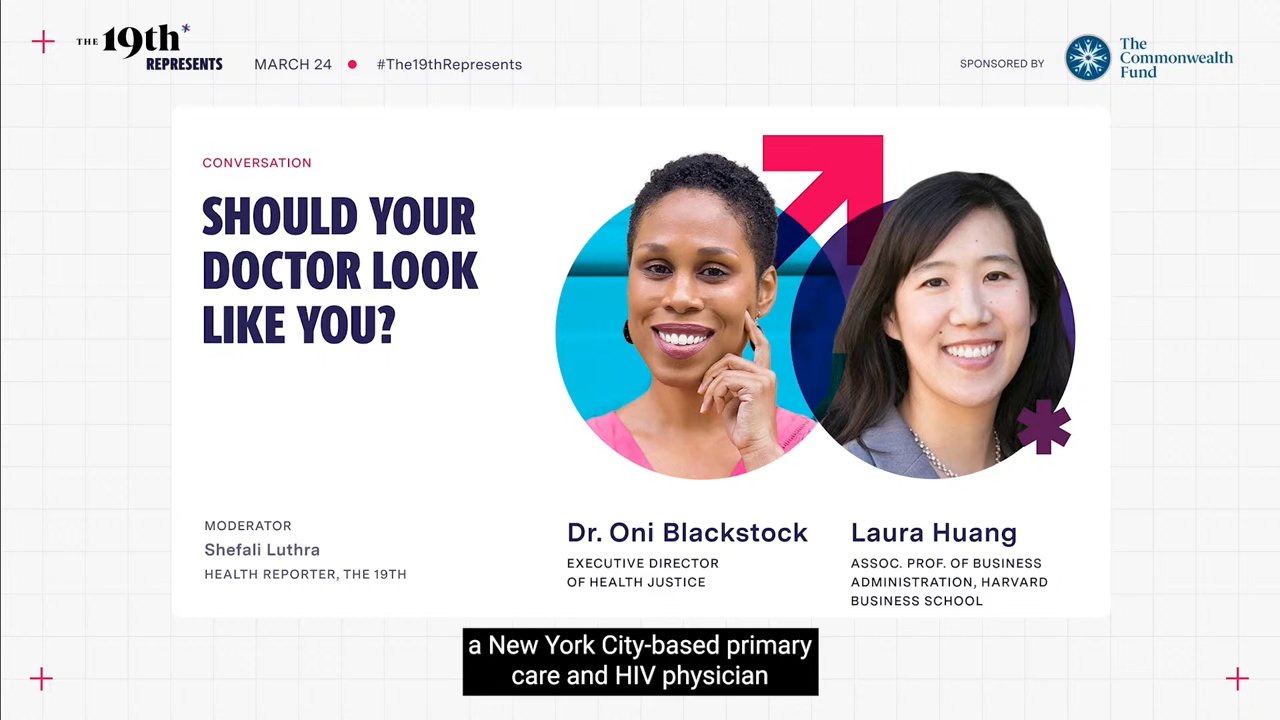 THE 19th*
REPRESENTS
MARCH 24 ● #The19thRepresents
SPONSORED BY
The
Commonwealth
Fund
CONVERSATION
SHOULD YOUR
DOCTOR LOOK
LIKE YOU?
MODERATOR
Shefali Luthra
HEALTH REPORTER, THE 19TH
Dr. Oni Blackstock
EXECUTIVE DIRECTOR
OF HEALTH JUSTICE
Laura Huang
ASSOC. PROF. OF BUSINESS
ADMINISTRATION, HARVARD
BUSINESS SCHOOL
a New York City-based primary
care and HIV physician